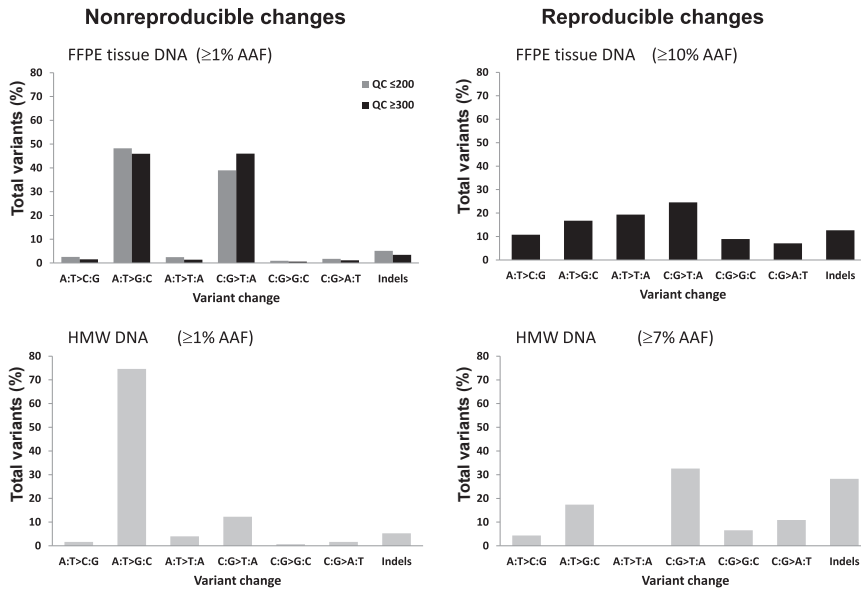 Nonreproducible changes
Reproducible changes
FFPE tissue DNA (≥1% AAF)
Total variants (%)
80
70
60
50
40
30
20
10
0
QC ≤200
QC ≥300
A:T>C:G A:T>G:C A:T>T:A C:G>T:A C:G>G:C C:G>A:T Indels
Variant change
FFPE tissue DNA (≥10% AAF)
Total variants (%)
80
70
60
50
40
30
20
10
0
A:T>C:G A:T>G:C A:T>T:A C:G>T:A C:G>G:C C:G>A:T Indels
Variant change
HMW DNA (≥1% AAF)
Total variants (%)
80
70
60
50
40
30
20
10
0
A:T>C:G A:T>G:C A:T>T:A C:G>T:A C:G>G:C C:G>A:T Indels
Variant change
HMW DNA (≥7% AAF)
Total variants (%)
80
70
60
50
40
30
20
10
0
A:T>C:G A:T>G:C A:T>T:A C:G>T:A C:G>G:C C:G>A:T Indels
Variant change